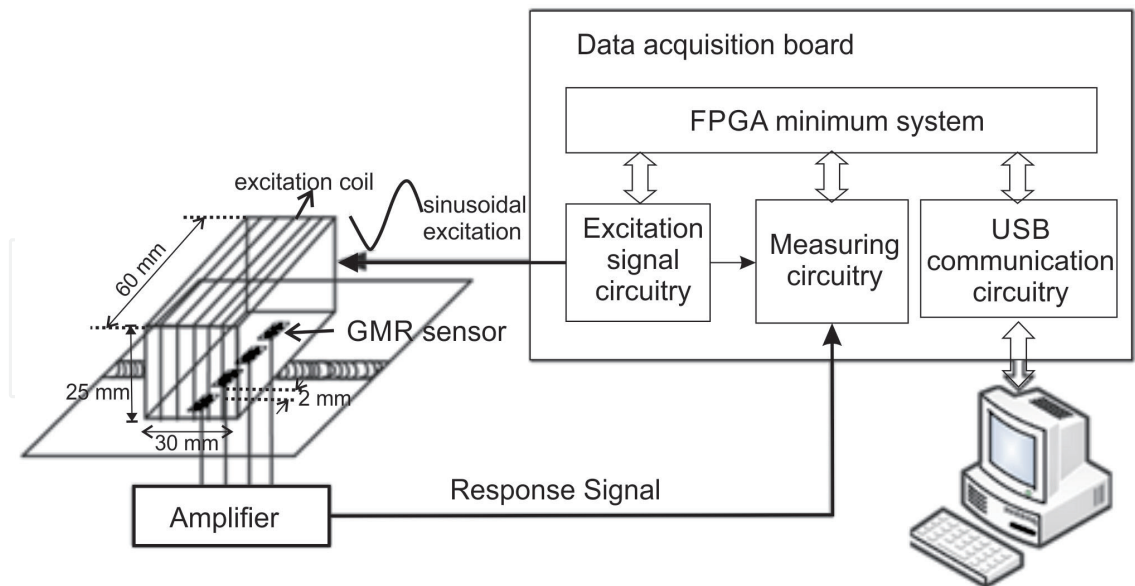 Data acquisition board
FPGA minimum system
excitation coil
sinusoidal
excitation
Excitation
signal
circuitry
Measuring
circuitry
USB
communication
circuitry
60 mm
GMR sensor
25 mm
2 mm
30 mm
Response Signal
Amplifier